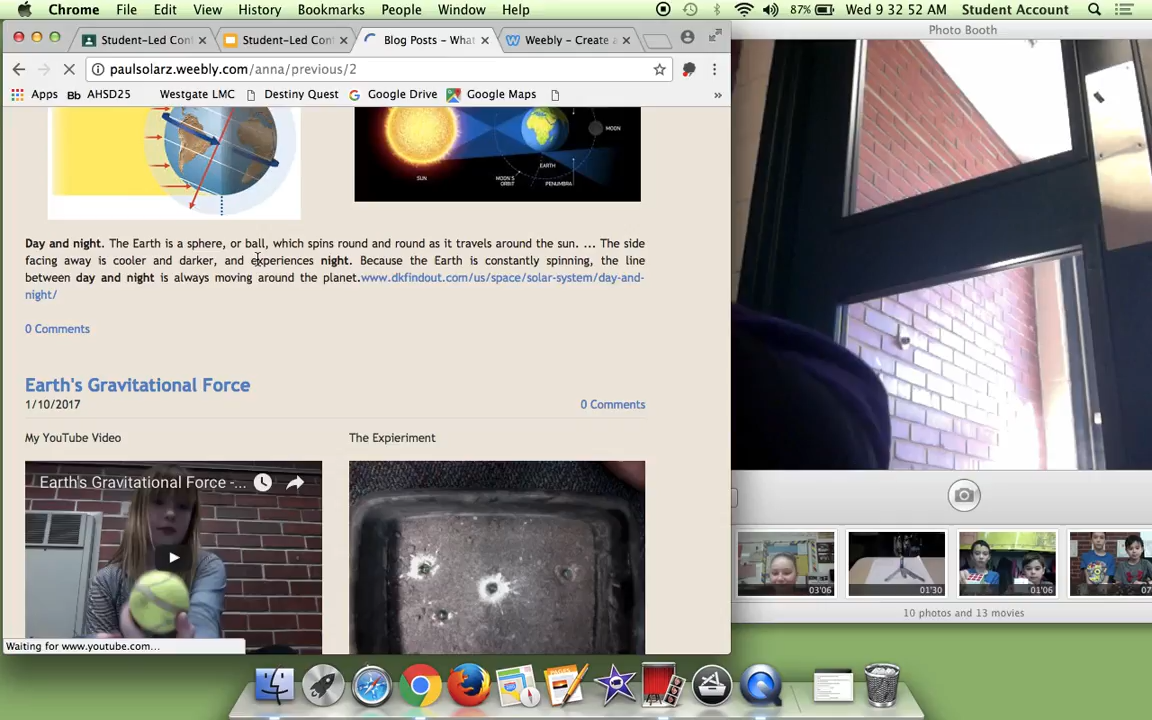 Chrome File Edit View History Bookmarks People Window Help 87% Wed 9 32 52 AM Student Account
Student-Led Con Student-Led Con Blog Posts - What Weebly - Create a
Photo Booth
paulsolarz.weebly.com/anna/previous/2
Apps Bb AHSD25 Westgate LMC Destiny Quest Google Drive Google Maps »
SUN
MOON'S ORBIT
EARTH
PENUMBRA
MOON
Day and night. The Earth is a sphere, or ball, which spins round and round as it travels around the sun. ... The side
facing away is cooler and darker, and experiences night. Because the Earth is constantly spinning, the line
between day and night is always moving around the planet.www.dkfindout.com/us/space/solar-system/day-and-
night/
0 Comments
Earth's Gravitational Force
1/10/2017 0 Comments
My YouTube Video The Expieriment
Earth's Gravitational Force -...
Waiting for www.youtube.com...
03'06 01'30 01'06 07
10 photos and 13 movies